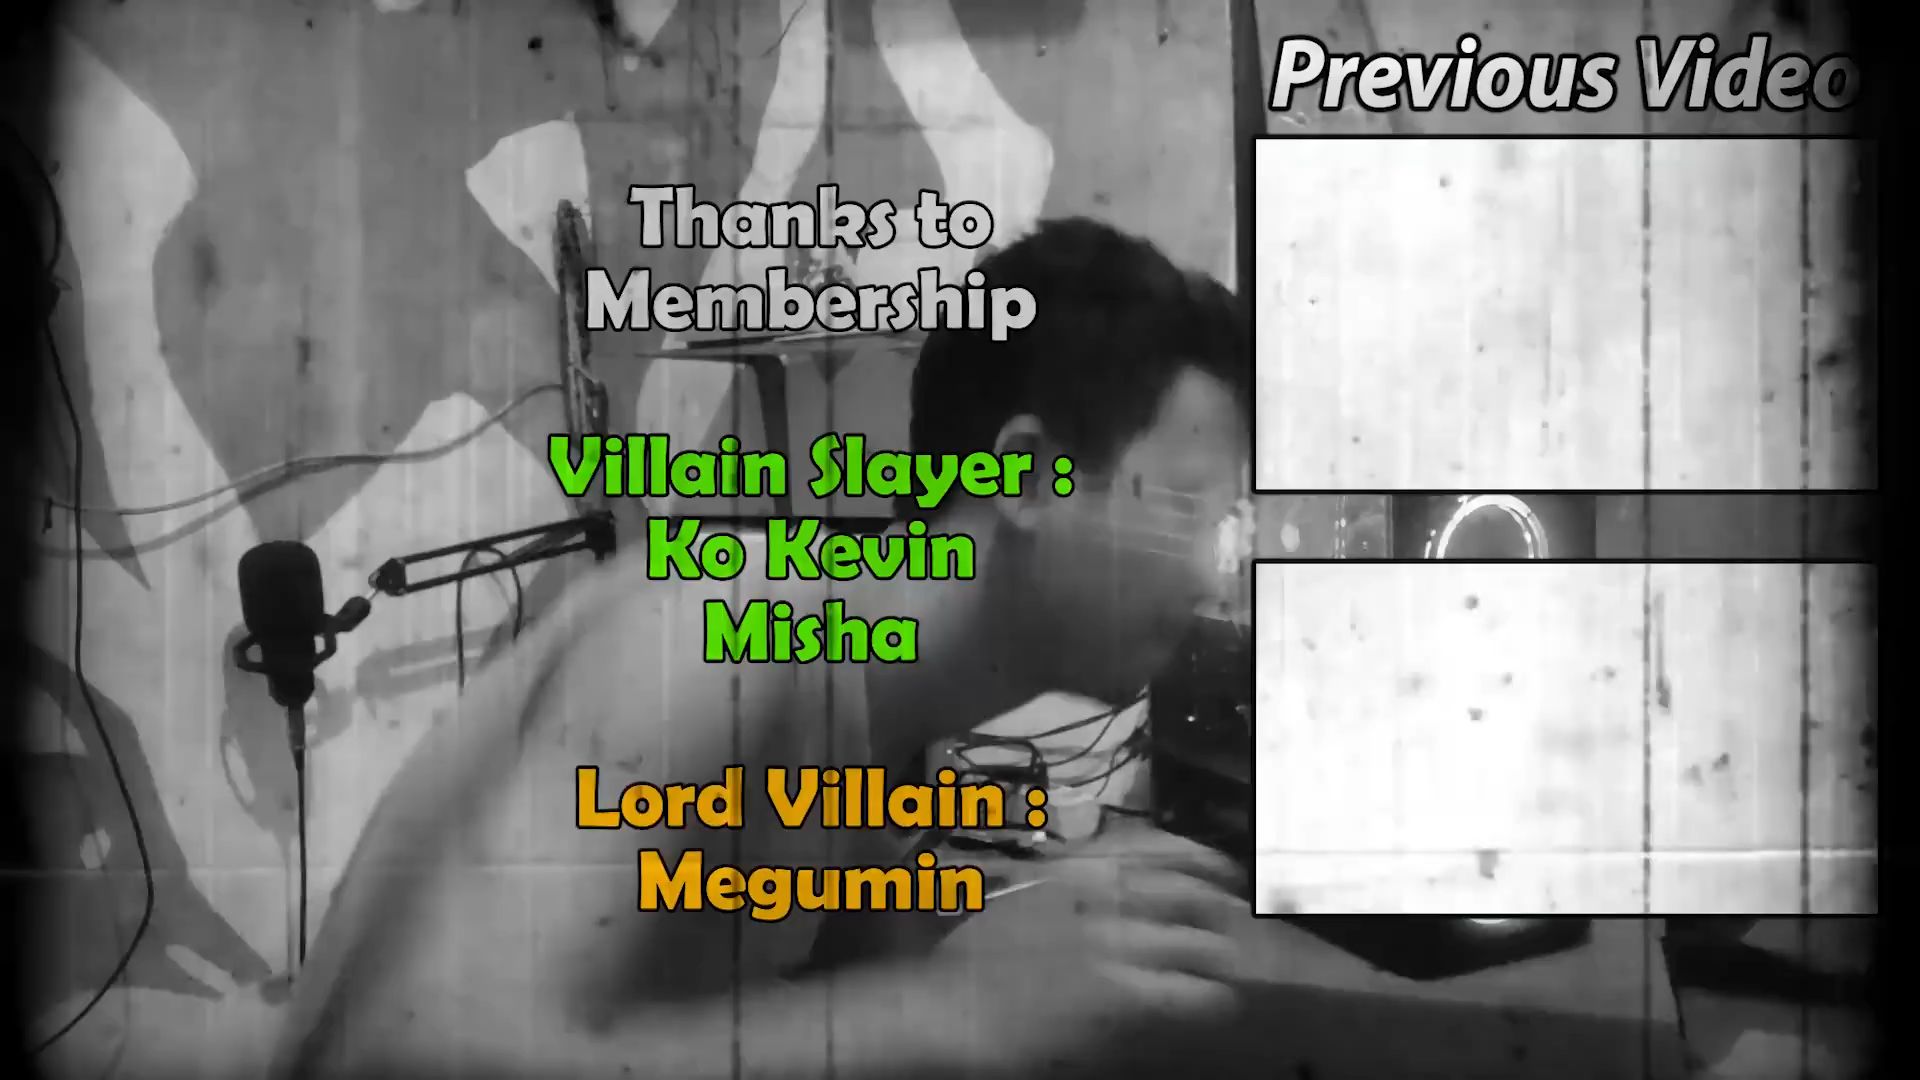 Previous Video
Thanks to
Membership
Villain Slayer :
Ko Kevin
Misha
Lord Villain :
Megumin